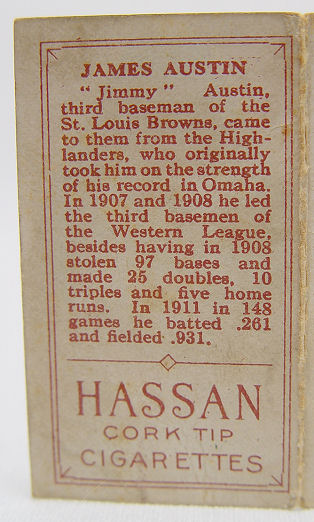 JAMES AUSTIN
"Jimmy" Austin,
third baseman of the
St. Louis Browns, came
to them from the High-
landers, who originally
took him on the strength
of his record in Omaha.
In 1907 and 1908 he led
the third basemen of
the Western League,
besides having in 1908
stolen 97 bases and
made 25 doubles, 10
triples and five home
runs. In 1911 in 148
games he batted .261
and fielded .931.
HASSAN
CORK TIP
CIGARETTES